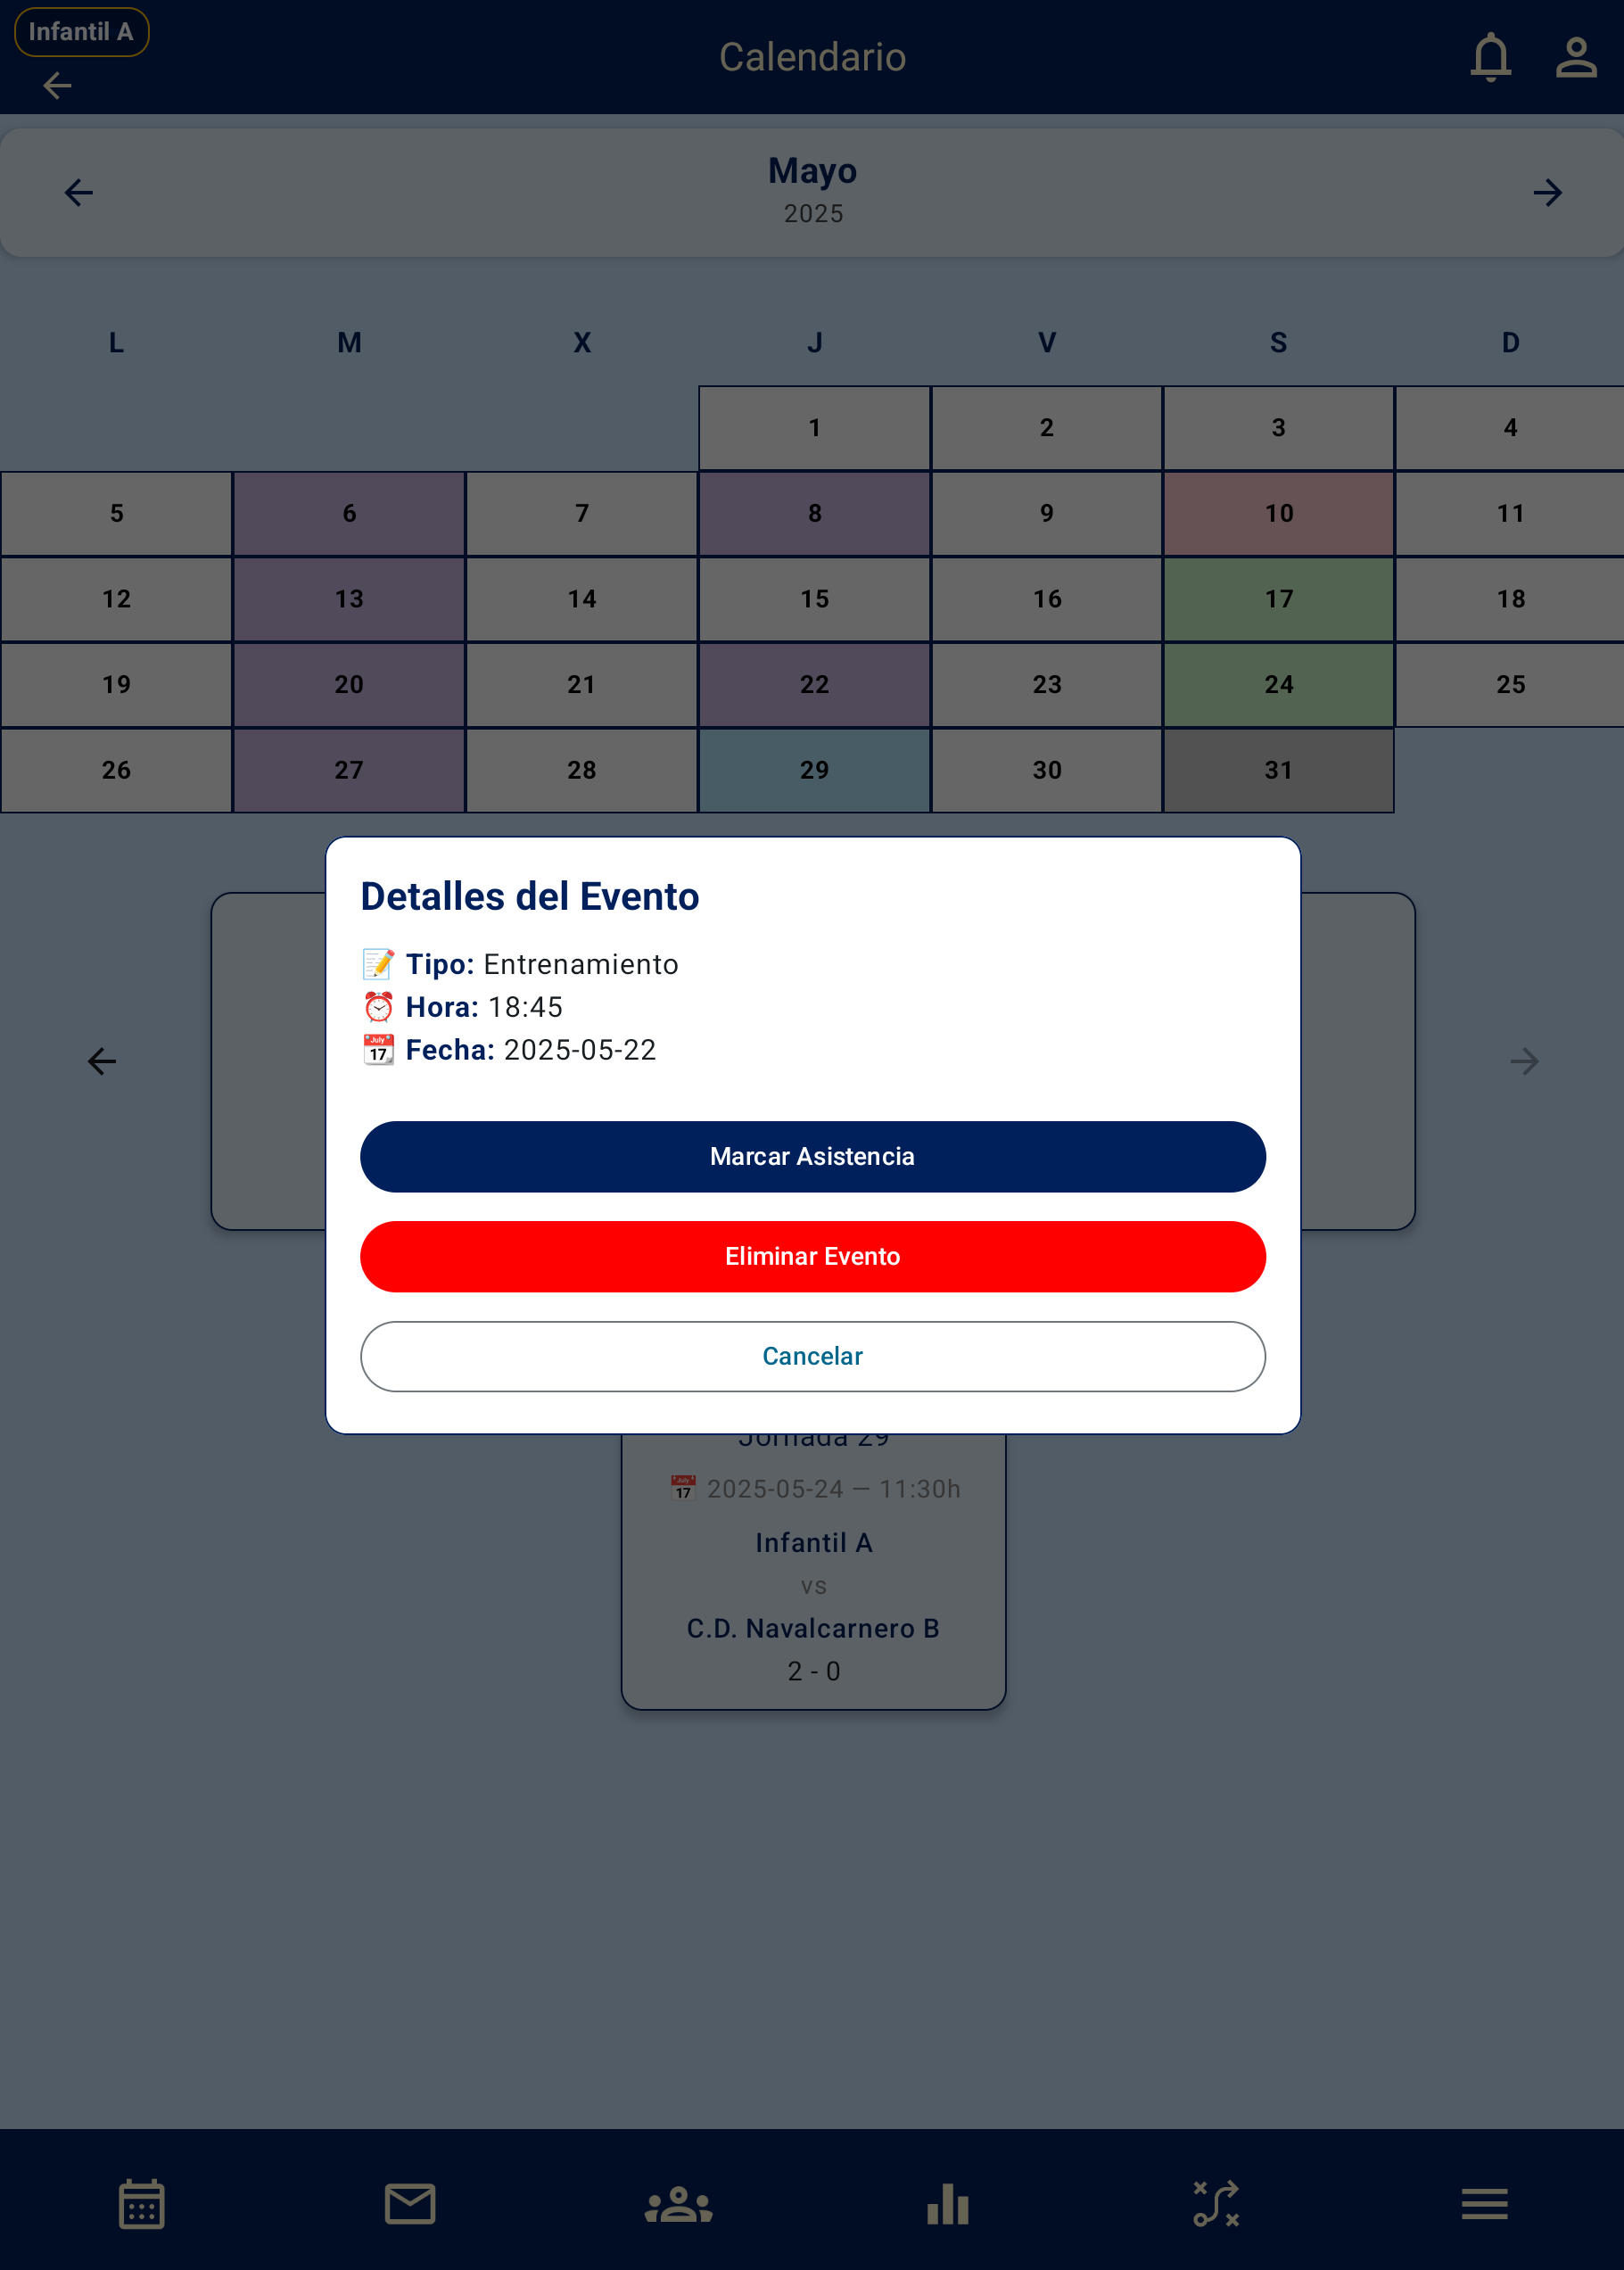 Infantil A
Calendario
Mayo
2025
L M X J V S D
1 2 3 4
5 6 7 8 9 10 11
12 13 14 15 16 17 18
19 20 21 22 23 24 25
26 27 28 29 30 31
Detalles del Evento
📝 Tipo: Entrenamiento
⏰ Hora: 18:45
📆 Fecha: 2025-05-22
Marcar Asistencia
Eliminar Evento
Cancelar
Jornada 29
📅 2025-05-24 — 11:30h
Infantil A
vs
C.D. Navalcarnero B
2 - 0